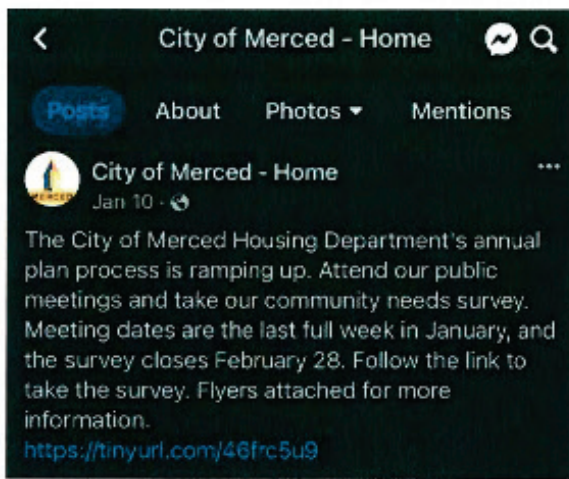 City of Merced - Home
Posts About Photos Mentions
City of Merced - Home
Jan 10
The City of Merced Housing Department's annual
plan process is ramping up. Attend our public
meetings and take our community needs survey.
Meeting dates are the last full week in January, and
the survey closes February 28. Follow the link to
take the survey. Flyers attached for more
information.
https://tinyurl.com/46frc5u9